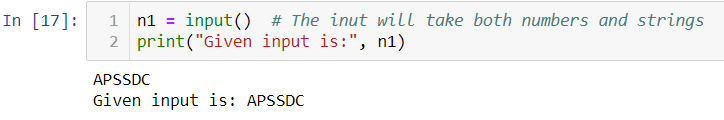 In [17]: 1 n1 = input()  # The inut will take both numbers and strings
2 print("Given input is:", n1)
APSSDC
Given input is: APSSDC